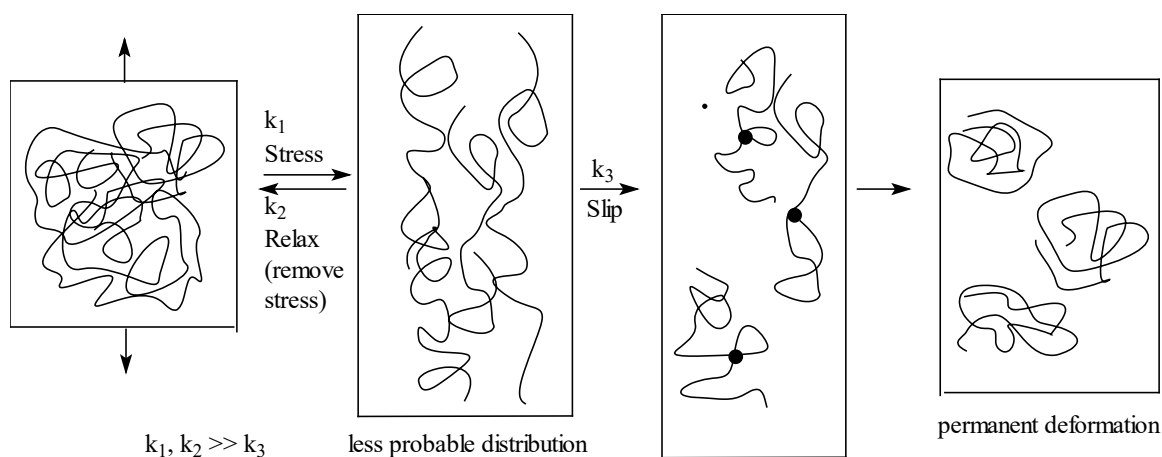 k1
Stress
k2
Relax
(remove
stress)
k3
Slip
k1, k2 >> k3
less probable distribution
permanent deformation